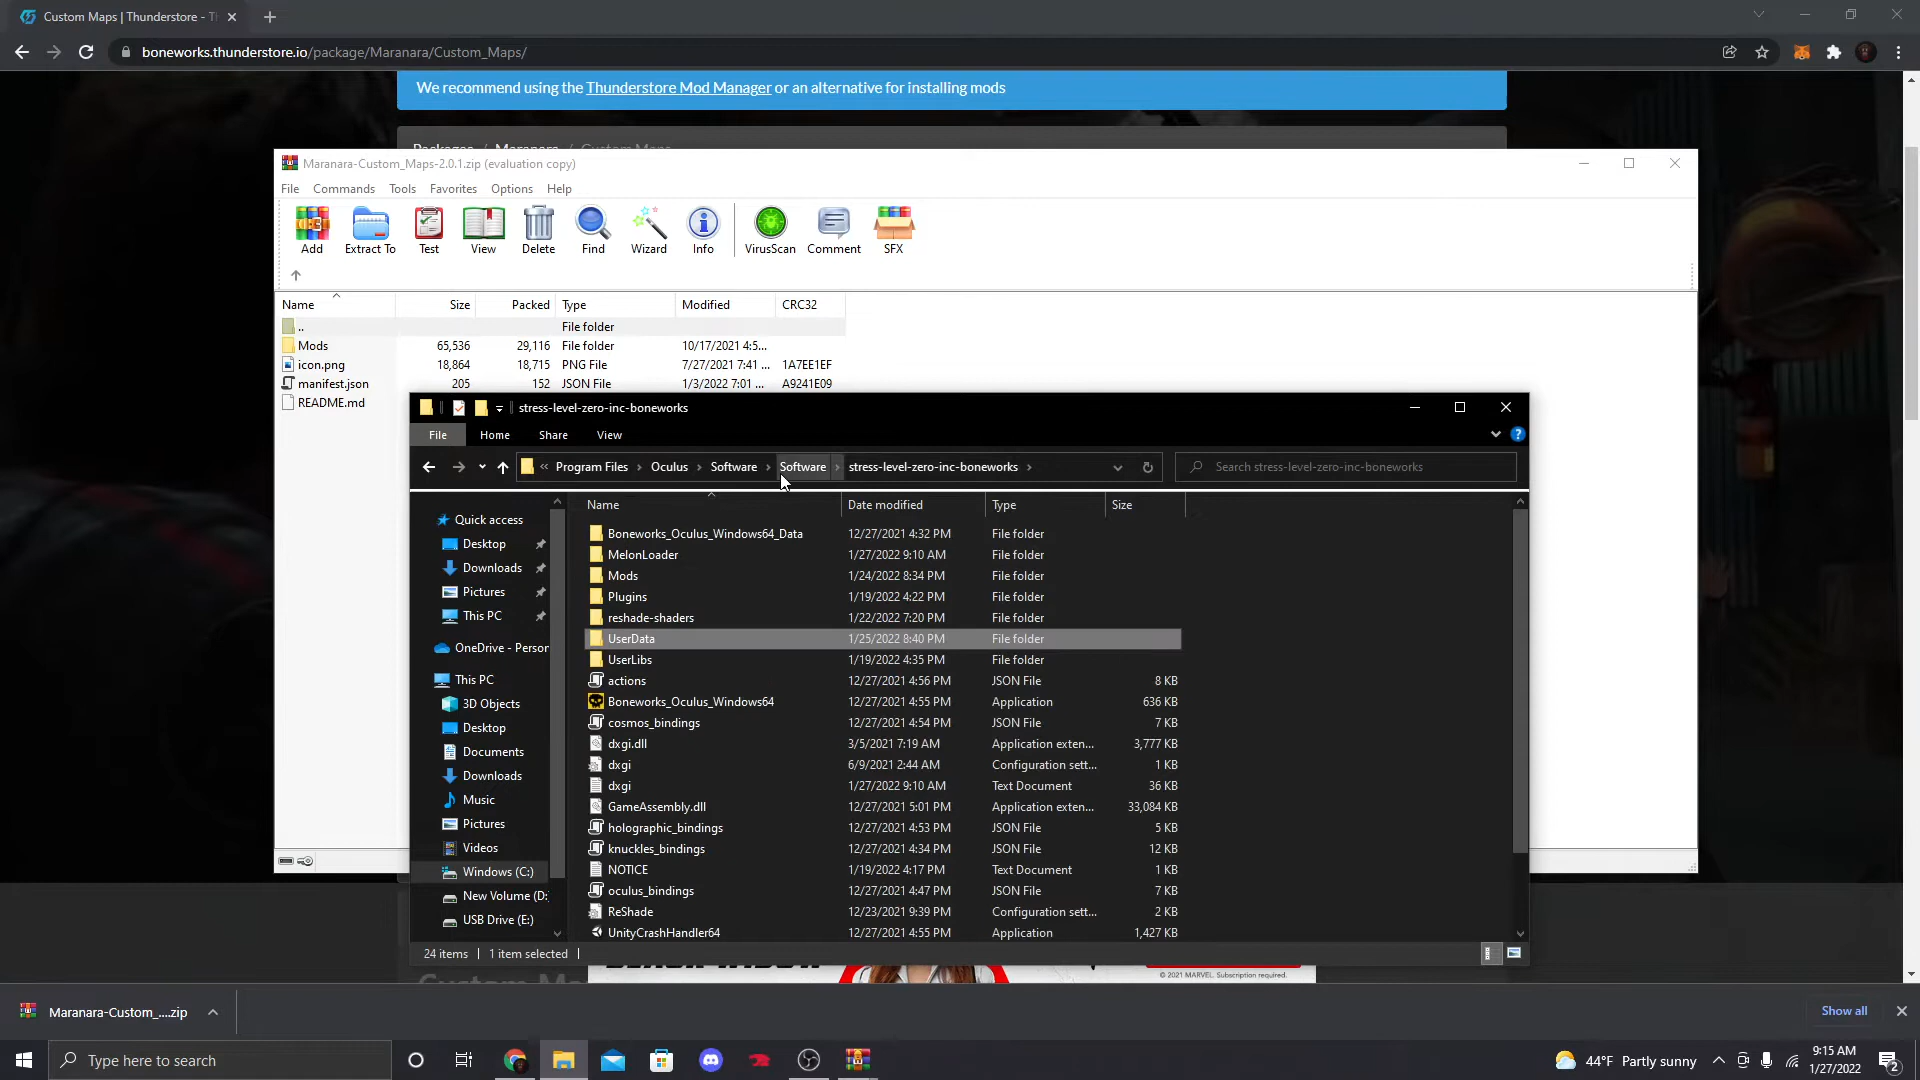 Custom Maps | Thunderstore - Th
boneworks.thunderstore.io/package/Maranara/Custom_Maps/
We recommend using the Thunderstore Mod Manager or an alternative for installing mods
Packages / Maranara / Custom Maps
Maranara-Custom_Maps-2.0.1.zip (evaluation copy)
File Commands Tools Favorites Options Help
Add Extract To Test View Delete Find Wizard Info VirusScan Comment SFX
Name Size Packed Type Modified CRC32
.. File folder
Mods 65,536 29,116 File folder 10/17/2021 4:5...
icon.png 18,864 18,715 PNG File 7/27/2021 7:41 ... 1A7EE1EF
manifest.json 205 152 JSON File 1/3/2022 7:01 ... A9241E09
README.md
stress-level-zero-inc-boneworks
File Home Share View
« Program Files › Oculus › Software › Software › stress-level-zero-inc-boneworks ›
Search stress-level-zero-inc-boneworks
Quick access
Desktop
Downloads
Pictures
This PC
OneDrive - Person
This PC
3D Objects
Desktop
Documents
Downloads
Music
Pictures
Videos
Windows (C:)
New Volume (D:
USB Drive (E:)
Name Date modified Type Size
Boneworks_Oculus_Windows64_Data 12/27/2021 4:32 PM File folder
MelonLoader 1/27/2022 9:10 AM File folder
Mods 1/24/2022 8:34 PM File folder
Plugins 1/19/2022 4:22 PM File folder
reshade-shaders 1/22/2022 7:20 PM File folder
UserData 1/25/2022 8:40 PM File folder
UserLibs 1/19/2022 4:35 PM File folder
actions 12/27/2021 4:56 PM JSON File 8 KB
Boneworks_Oculus_Windows64 12/27/2021 4:55 PM Application 636 KB
cosmos_bindings 12/27/2021 4:54 PM JSON File 7 KB
dxgi.dll 3/5/2021 7:19 AM Application exten... 3,777 KB
dxgi 6/9/2021 2:44 AM Configuration sett... 1 KB
dxgi 1/27/2022 9:10 AM Text Document 36 KB
GameAssembly.dll 12/27/2021 5:01 PM Application exten... 33,084 KB
holographic_bindings 12/27/2021 4:53 PM JSON File 5 KB
knuckles_bindings 12/27/2021 4:34 PM JSON File 12 KB
NOTICE 1/19/2022 4:17 PM Text Document 1 KB
oculus_bindings 12/27/2021 4:47 PM JSON File 7 KB
ReShade 12/23/2021 9:39 PM Configuration sett... 2 KB
UnityCrashHandler64 12/27/2021 4:55 PM Application 1,427 KB
24 items 1 item selected
© 2021 MARVEL. Subscription required.
Custom Ma
Maranara-Custom_....zip
Show all
Type here to search
44°F Partly sunny
9:15 AM
1/27/2022
2